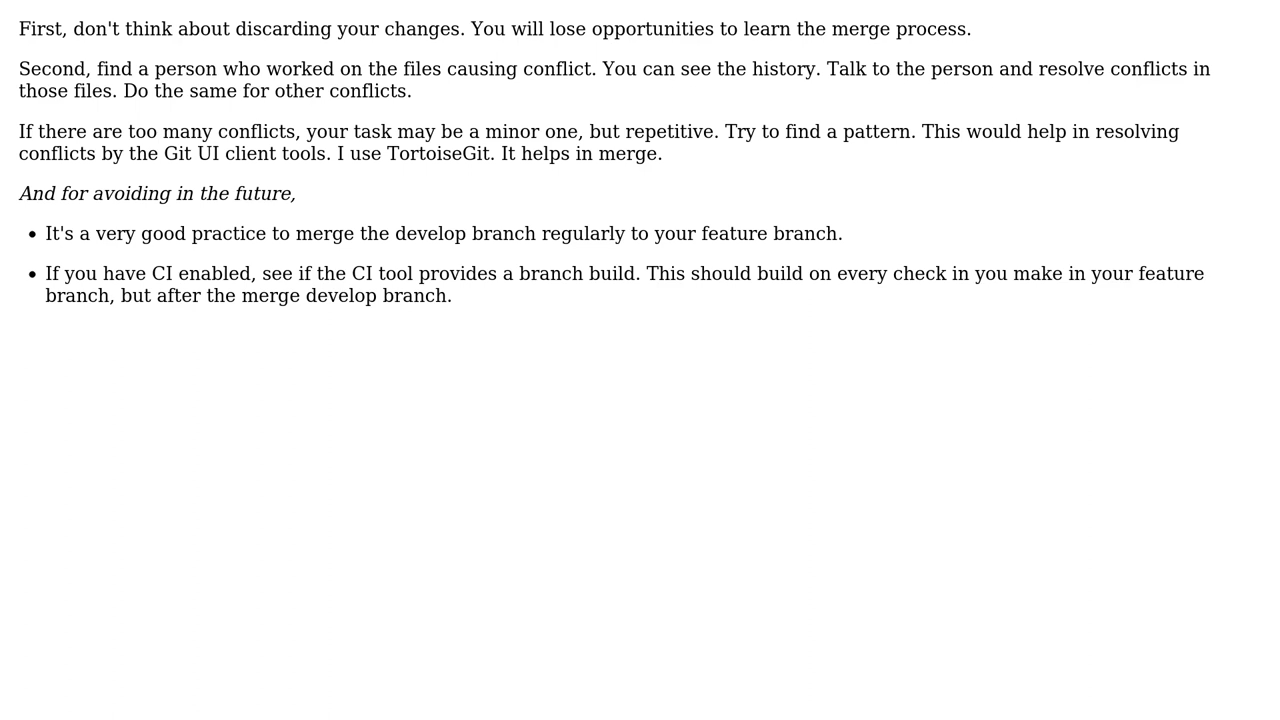 First, don't think about discarding your changes. You will lose opportunities to learn the merge process.
Second, find a person who worked on the files causing conflict. You can see the history. Talk to the person and resolve conflicts in
those files. Do the same for other conflicts.
If there are too many conflicts, your task may be a minor one, but repetitive. Try to find a pattern. This would help in resolving
conflicts by the Git UI client tools. I use TortoiseGit. It helps in merge.
And for avoiding in the future,
• It's a very good practice to merge the develop branch regularly to your feature branch.
• If you have CI enabled, see if the CI tool provides a branch build. This should build on every check in you make in your feature
branch, but after the merge develop branch.